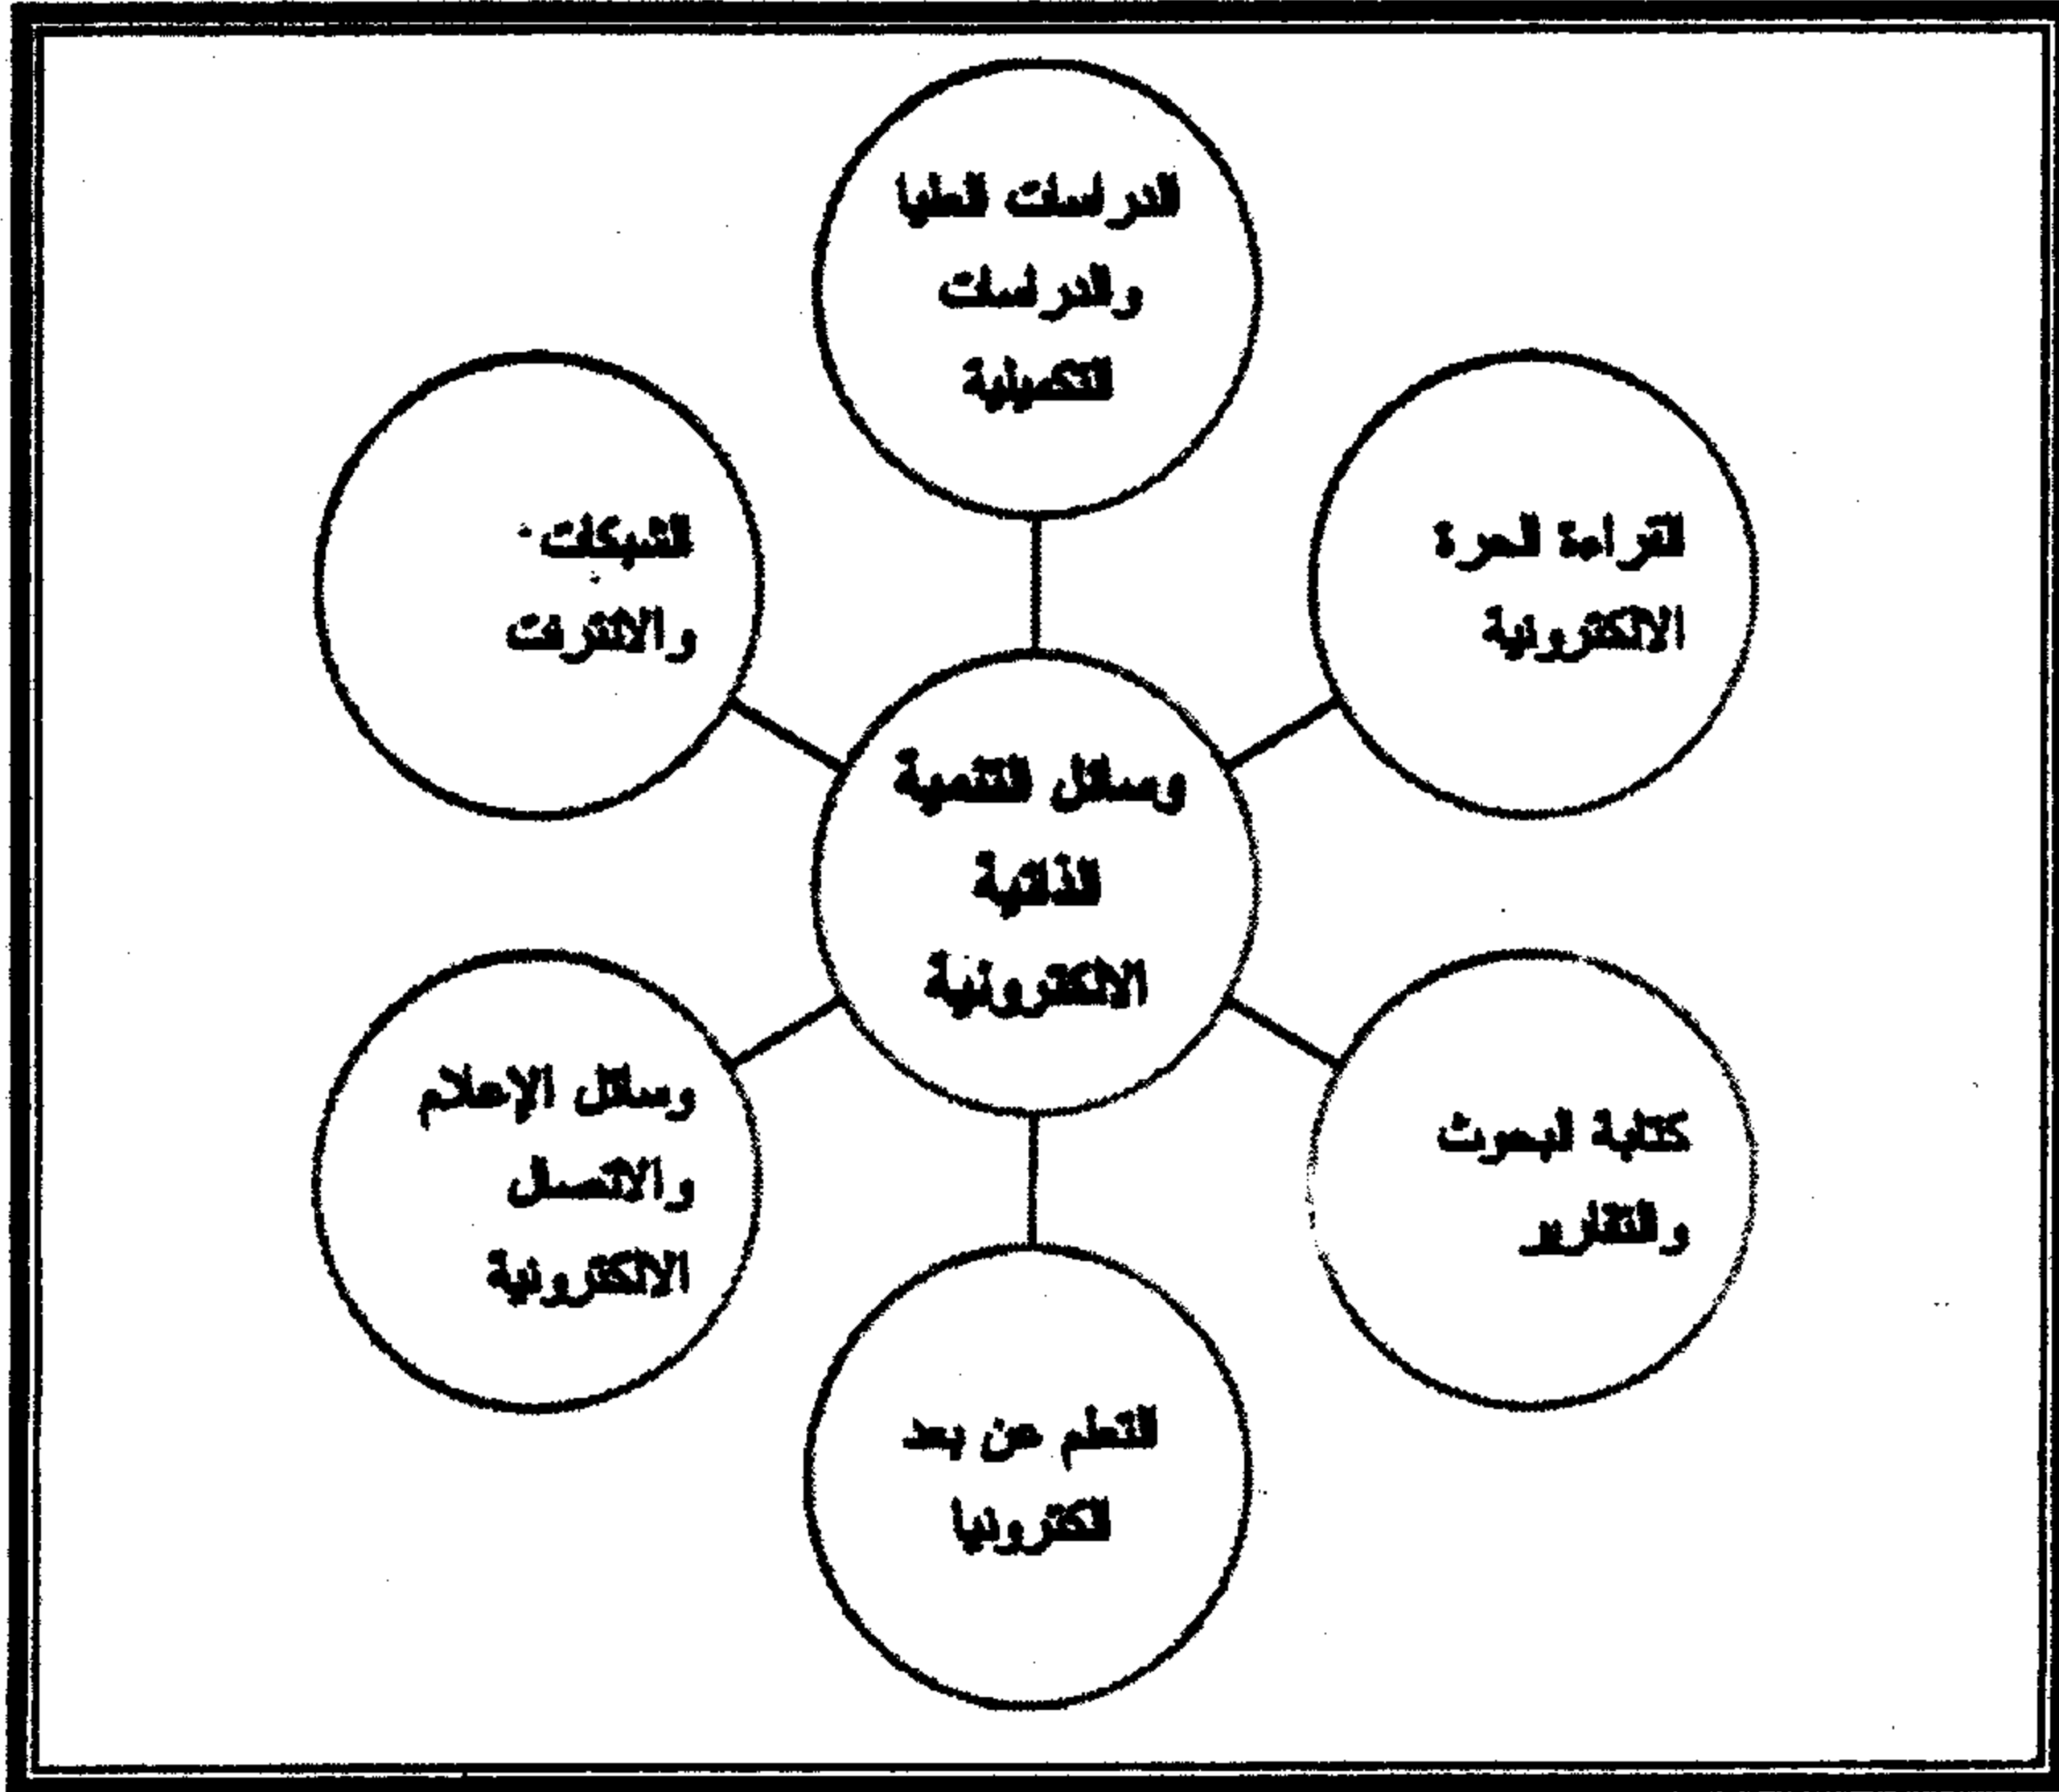 الدراسات العليا
والدراسات
التكميلية
القراءة الحرة
الالكترونية
الشبكات
والانترنت
وسائل التنمية
الذاتية
الالكترونية
كتابة البحوث
والتقارير
وسائل الإعلام
والاتصال
الالكترونية
التعلم عن بعد
الكترونيا